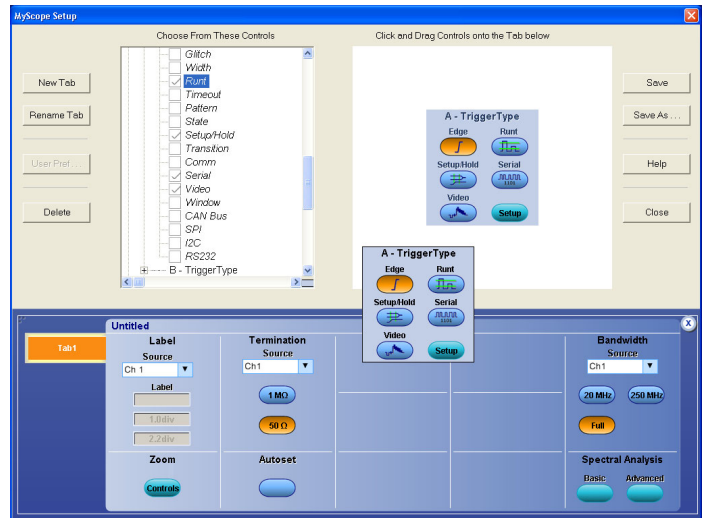 MyScope Setup
Choose From These Controls
Click and Drag Controls onto the Tab below
New Tab
Rename Tab
User Pref . . .
Delete
Glitch
Width
Runt
Timeout
Pattern
State
Setup/Hold
Transition
Comm
Serial
Video
Window
CAN Bus
SPI
I2C
RS232
B - TriggerType
A - TriggerType
Edge Runt
Setup/Hold Serial
1101
Video
Setup
Save
Save As . . .
Help
Close
A - TriggerType
Edge Runt
Setup/Hold Serial
1101
Video
Setup
Tab1
Untitled
X
Label
Source
Ch 1
Label
1.0div
2.2div
Zoom
Controls
Termination
Source
Ch1
1 MΩ
50 Ω
Autoset
Bandwidth
Source
Ch1
20 MHz 250 MHz
Full
Spectral Analysis
Basic Advanced